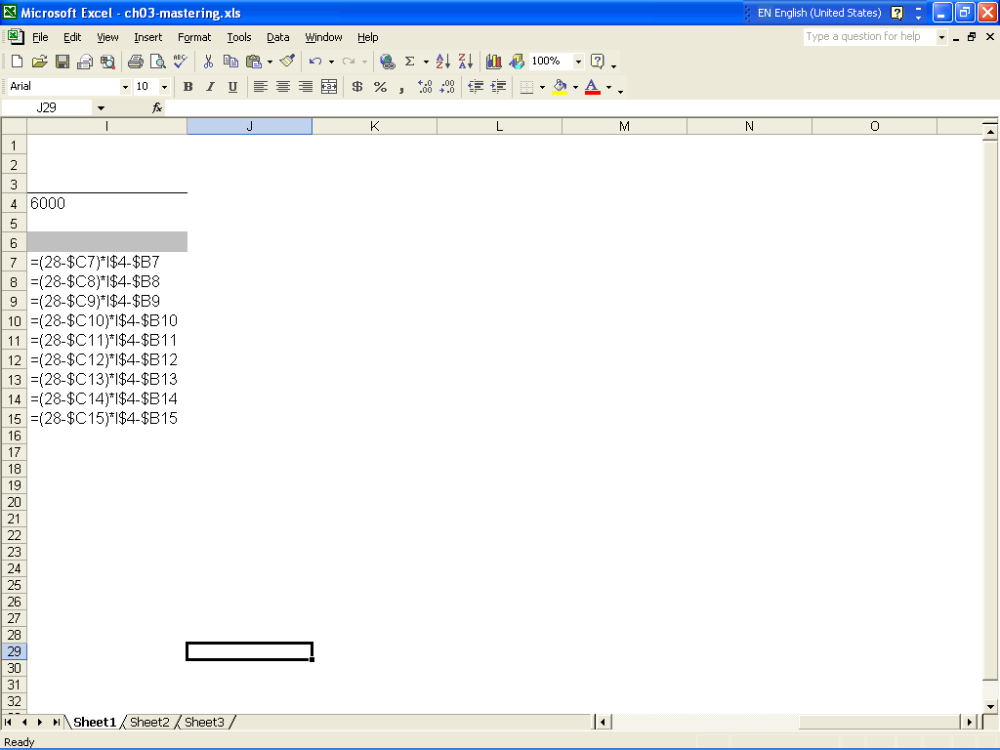 Microsoft Excel - ch03-mastering.xls EN English (United States)
File Edit View Insert Format Tools Data Window Help Type a question for help
100%
Arial 10 B I U $ % ,
J29 fx
I J K L M N O
1
2
3
4 6000
5
6
7 =(28-$C7)*I$4-$B7
8 =(28-$C8)*I$4-$B8
9 =(28-$C9)*I$4-$B9
10 =(28-$C10)*I$4-$B10
11 =(28-$C11)*I$4-$B11
12 =(28-$C12)*I$4-$B12
13 =(28-$C13)*I$4-$B13
14 =(28-$C14)*I$4-$B14
15 =(28-$C15)*I$4-$B15
16
17
18
19
20
21
22
23
24
25
26
27
28
29
30
31
32
Sheet1 Sheet2 Sheet3
Ready